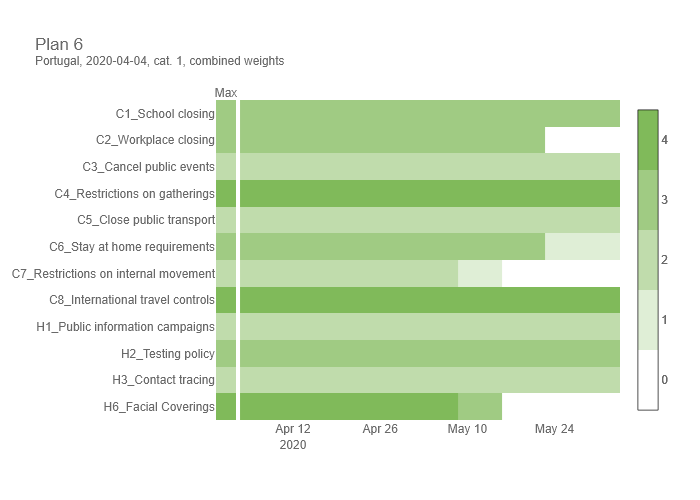 Plan 6
Portugal, 2020-04-04, cat. 1, combined weights
Max
C1_School closing
C2_Workplace closing
C3_Cancel public events
C4_Restrictions on gatherings
C5_Close public transport
C6_Stay at home requirements
C7_Restrictions on internal movement
C8_International travel controls
H1_Public information campaigns
H2_Testing policy
H3_Contact tracing
H6_Facial Coverings
Apr 12 Apr 26 May 10 May 24
2020
4
3
2
1
0